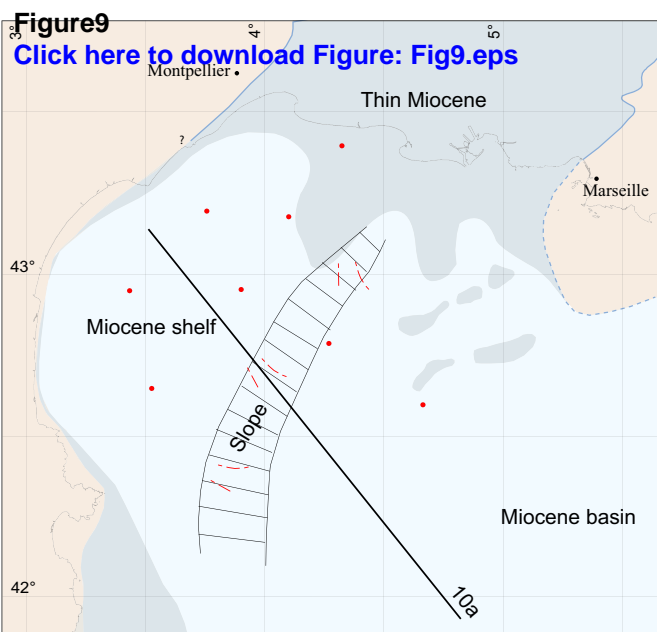 Figure9
Click here to download Figure: Fig9.eps
3°
4°
5°
Montpellier
Thin Miocene
?
Marseille
43°
Miocene shelf
Slope
Miocene basin
42°
10a